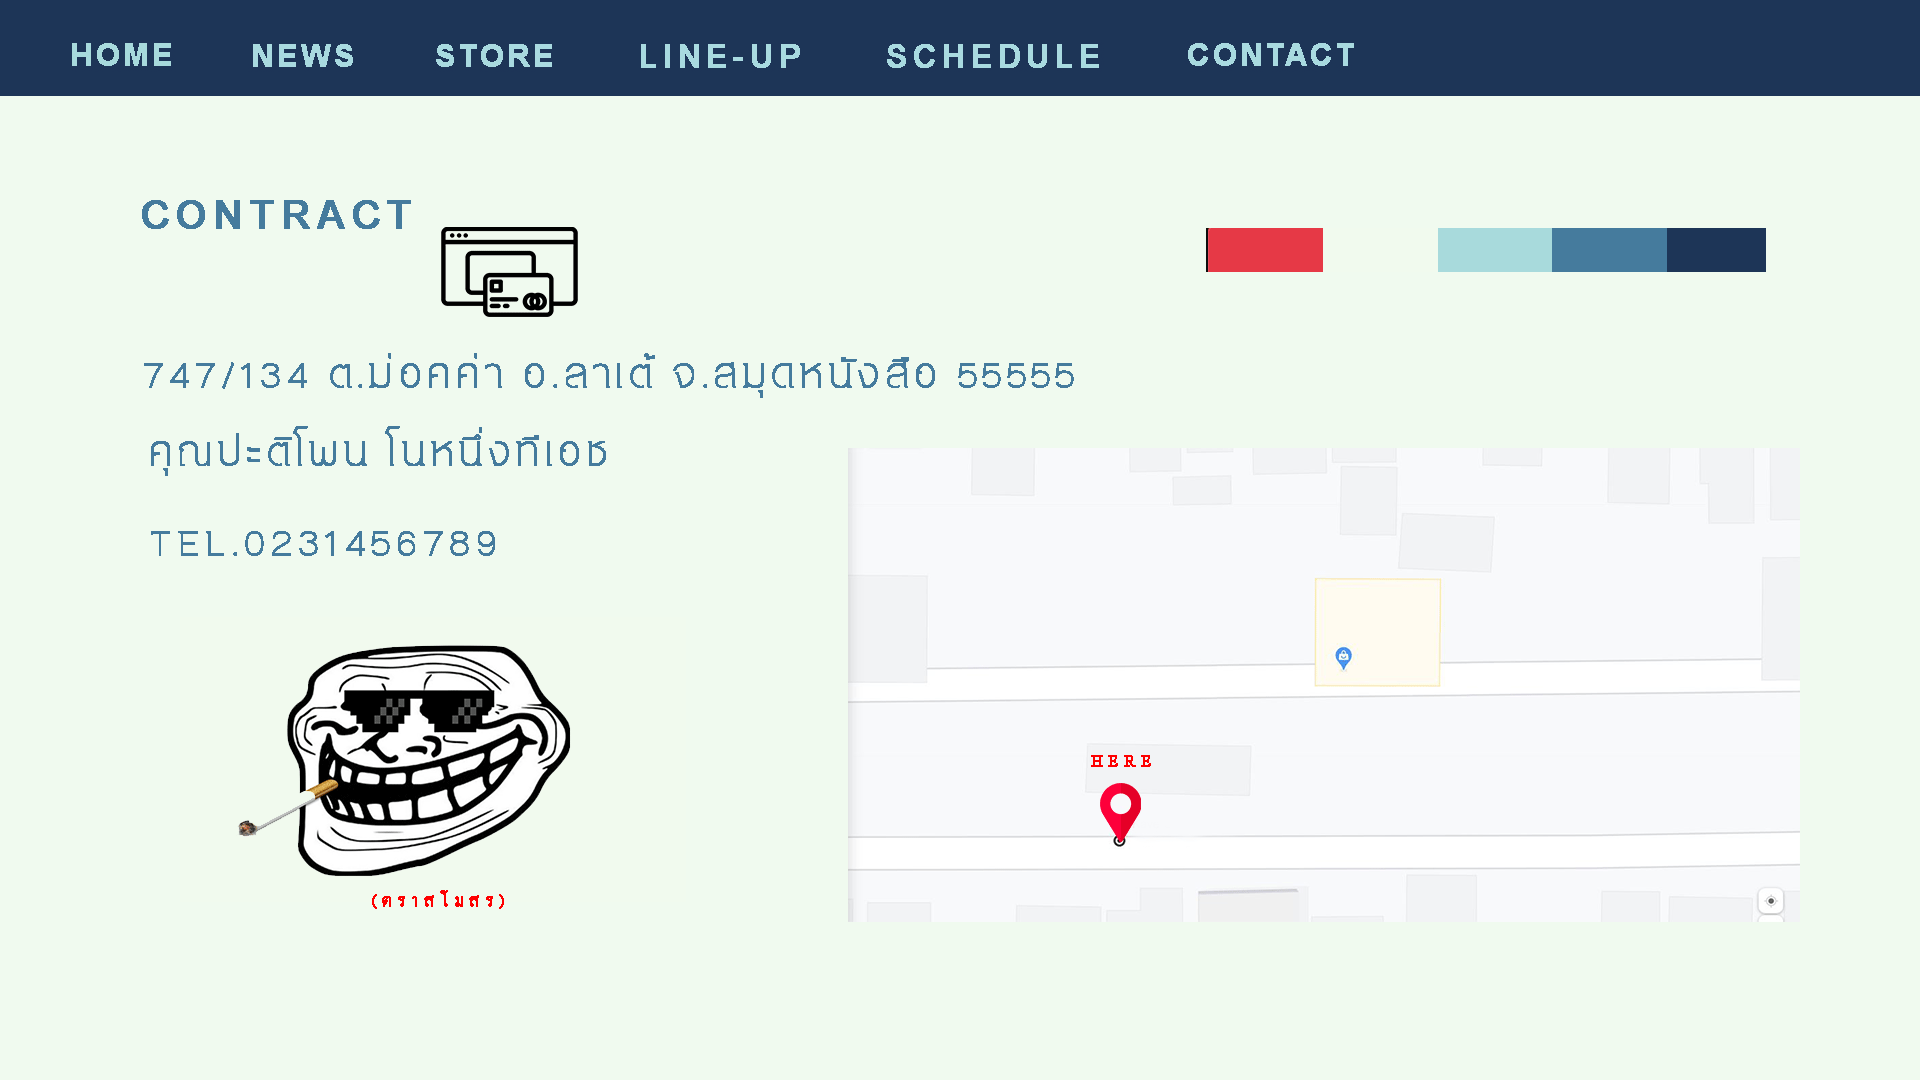 HOME NEWS STORE LINE-UP SCHEDULE CONTACT
CONTRACT
747/134 ต.ม่อคค่า อ.ลาเต้ จ.สมุดหนังสือ 55555
คุณปะติโพน โนหนึ่งทีเอช
TEL.0231456789
HERE
(ตราสโมสร)